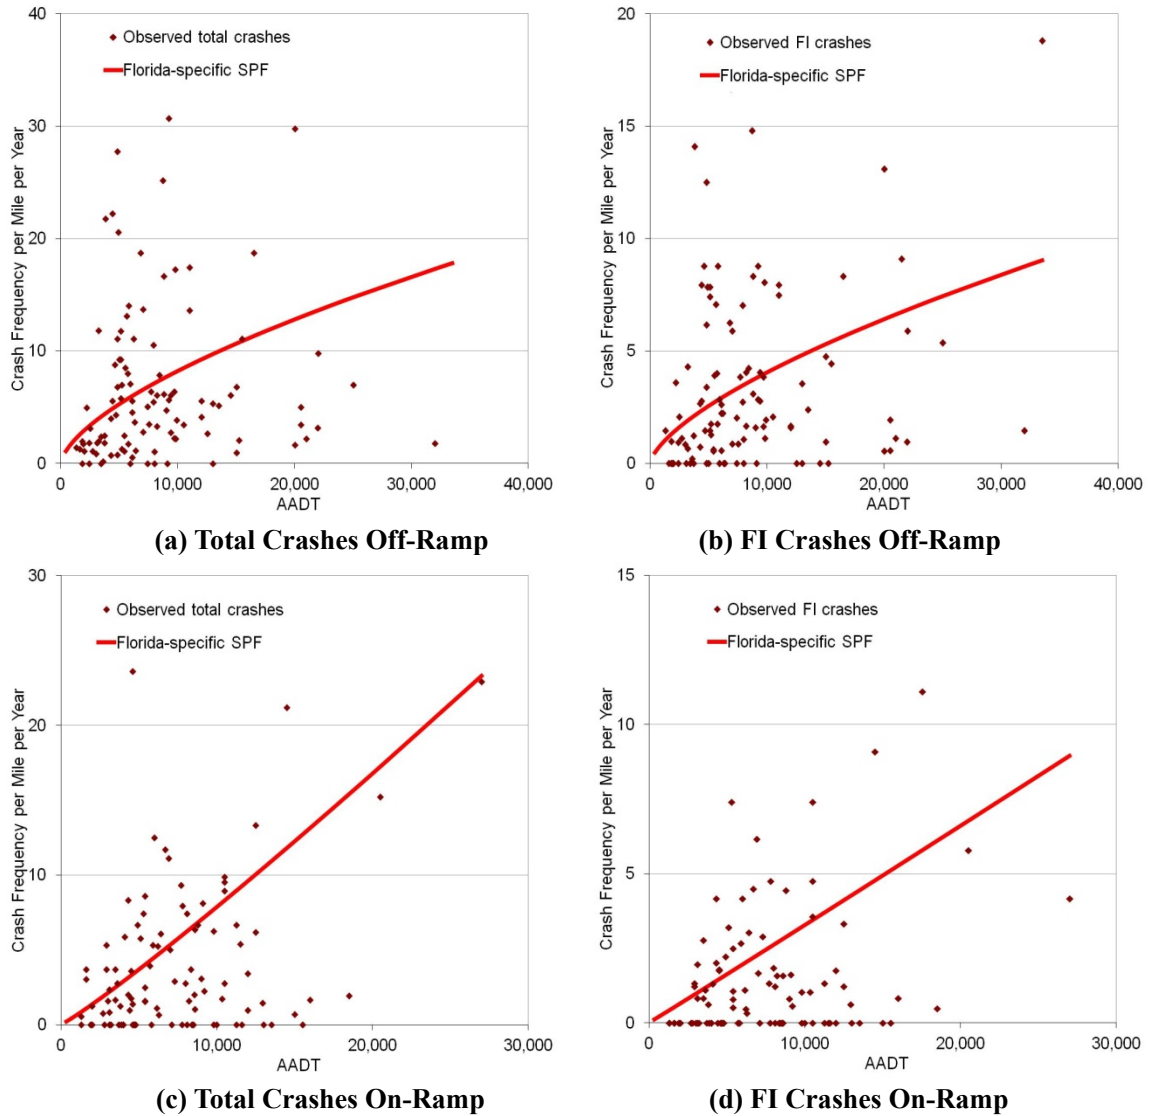 40
30
20
10
0
Crash Frequency per Mile per Year
Observed total crashes
Florida-specific SPF
0 10,000 20,000 30,000 40,000
AADT
(a) Total Crashes Off-Ramp
20
15
10
5
0
Crash Frequency per Mile per Year
Observed FI crashes
Florida-specific SPF
0 10,000 20,000 30,000 40,000
AADT
(b) FI Crashes Off-Ramp
30
20
10
0
Crash Frequency per Mile per Year
Observed total crashes
Florida-specific SPF
0 10,000 20,000 30,000
AADT
(c) Total Crashes On-Ramp
15
10
5
0
Crash Frequency per Mile per Year
Observed FI crashes
Florida-specific SPF
0 10,000 20,000 30,000
AADT
(d) FI Crashes On-Ramp